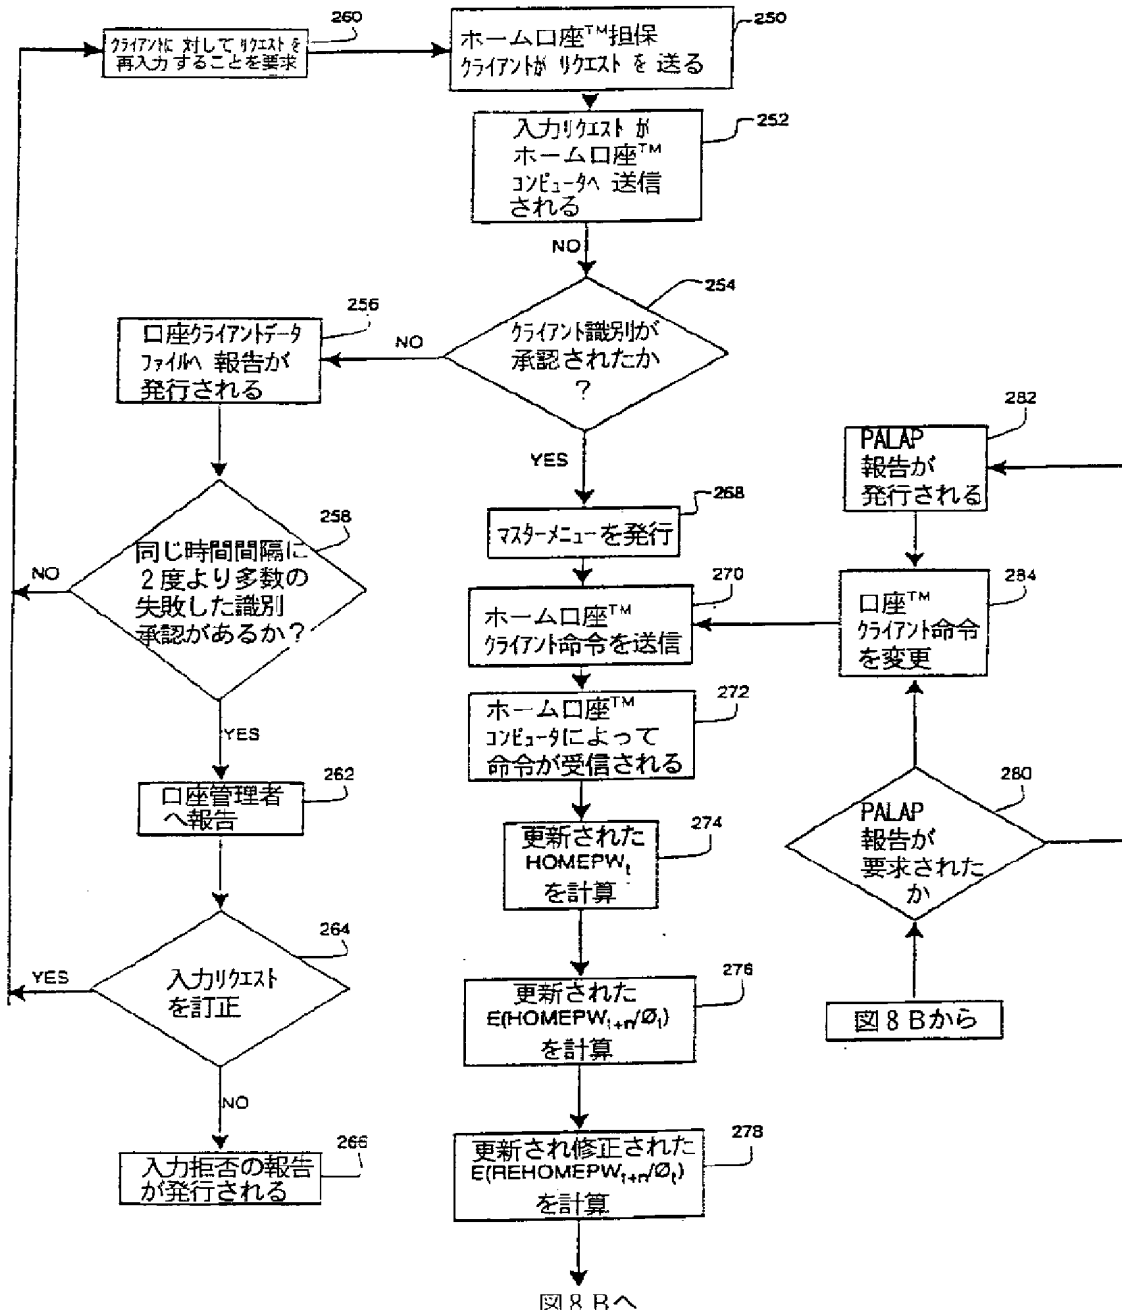 260
クライアントに対してリクエストを
再入力することを要求
250
ホーム口座™担保
クライアントがリクエストを送る
252
入力リクエストが
ホーム口座™
コンピュータへ送信
される
NO
254
クライアント識別が
承認されたか
?
NO
YES
256
口座クライアントデータ
ファイルへ報告が
発行される
258
同じ時間間隔に
2度より多数の
失敗した識別
承認があるか?
NO
YES
262
口座管理者
へ報告
264
入力リクエスト
を訂正
YES
NO
266
入力拒否の報告
が発行される
268
マスターメニューを発行
270
ホーム口座™
クライアント命令を送信
272
ホーム口座™
コンピュータによって
命令が受信される
274
更新された
HOMEPWt
を計算
276
更新された
E(HOMEPWt+n/Øt)
を計算
278
更新され修正された
E(REHOMEPWt+n/Øt)
を計算
図8Bへ
282
PALAP
報告が
発行される
284
口座™
クライアント命令
を変更
280
PALAP
報告が
要求された
か
図8Bから